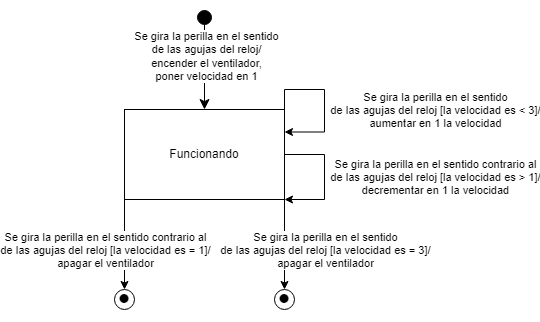 Se gira la perilla en el sentido
de las agujas del reloj/
encender el ventilador,
poner velocidad en 1
Se gira la perilla en el sentido
de las agujas del reloj [la velocidad es < 3]/
aumentar en 1 la velocidad
Funcionando
Se gira la perilla en el sentido contrario al
de las agujas del reloj [la velocidad es > 1]/
decrementar en 1 la velocidad
Se gira la perilla en el sentido contrario al
de las agujas del reloj [la velocidad es = 1]/
apagar el ventilador
Se gira la perilla en el sentido
de las agujas del reloj [la velocidad es = 3]/
apagar el ventilador